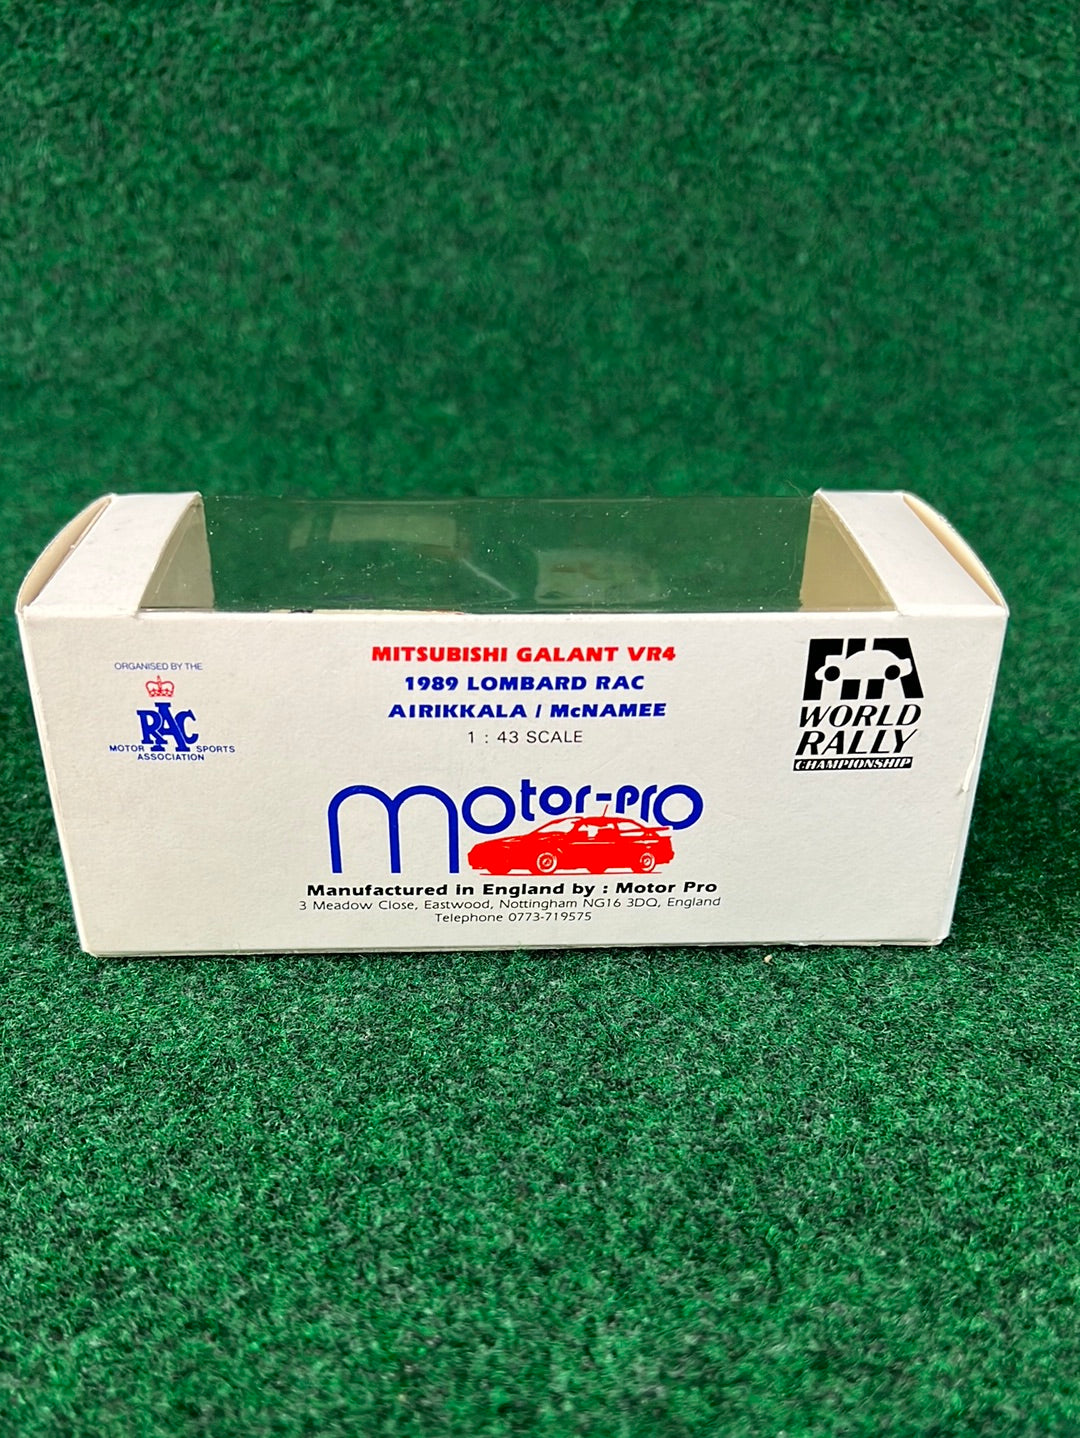 MITSUBISHI GALANT VR4
1989 LOMBARD RAC
AIRIKKALA / McNAMEE
1 : 43 SCALE
ORGANISED BY THE
RAC
MOTOR SPORTS
ASSOCIATION
FIA
WORLD
RALLY
CHAMPIONSHIP
motor-pro
Manufactured in England by : Motor Pro
3 Meadow Close, Eastwood, Nottingham NG16 3DQ, England
Telephone 0773-719575